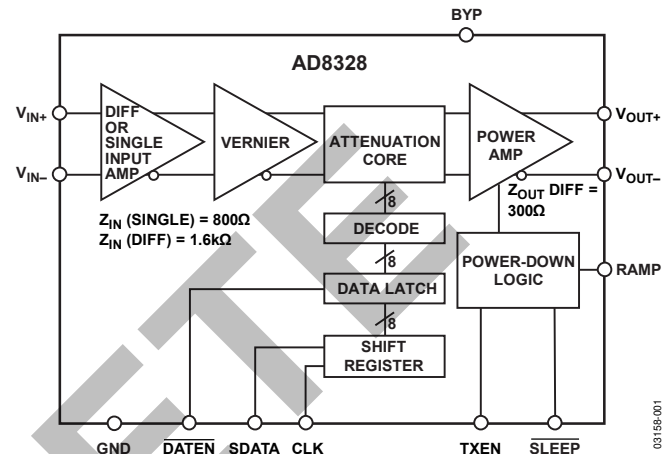 BYP
AD8328
VIN+
DIFF
OR
SINGLE
INPUT
AMP
VERNIER
ATTENUATION
CORE
POWER
AMP
VOUT+
VIN–
VOUT–
ZIN (SINGLE) = 800Ω
ZIN (DIFF) = 1.6kΩ
ZOUT DIFF =
300Ω
8
DECODE
8
DATA LATCH
8
SHIFT
REGISTER
POWER-DOWN
LOGIC
RAMP
GND
DATEN
SDATA
CLK
TXEN
SLEEP
03158-001
ETE